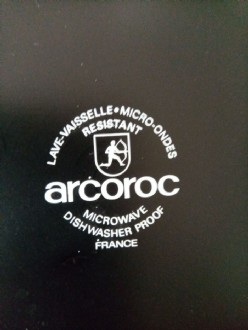 LAVE-VAISSELLE•MICRO-ONDES
RESISTANT
arcoroc
MICROWAVE
DISHWASHER PROOF
FRANCE